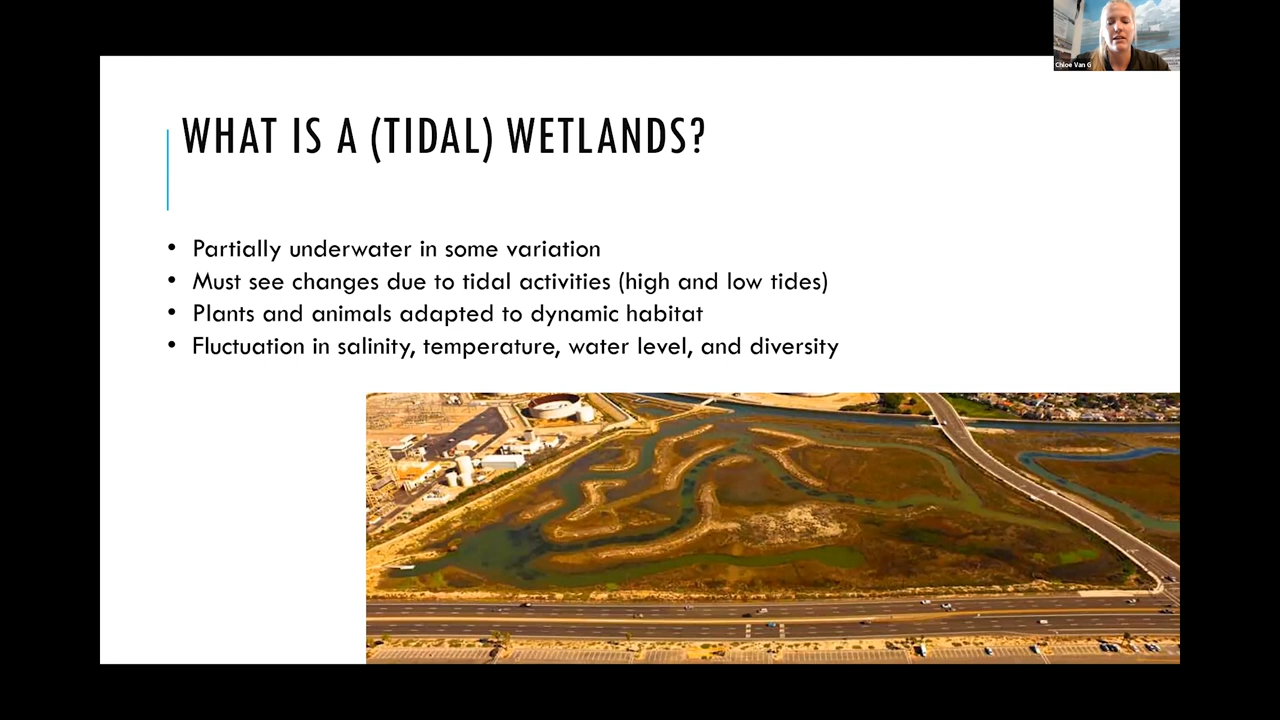 Chloe Van G
WHAT IS A (TIDAL) WETLANDS?
• Partially underwater in some variation
• Must see changes due to tidal activities (high and low tides)
• Plants and animals adapted to dynamic habitat
• Fluctuation in salinity, temperature, water level, and diversity